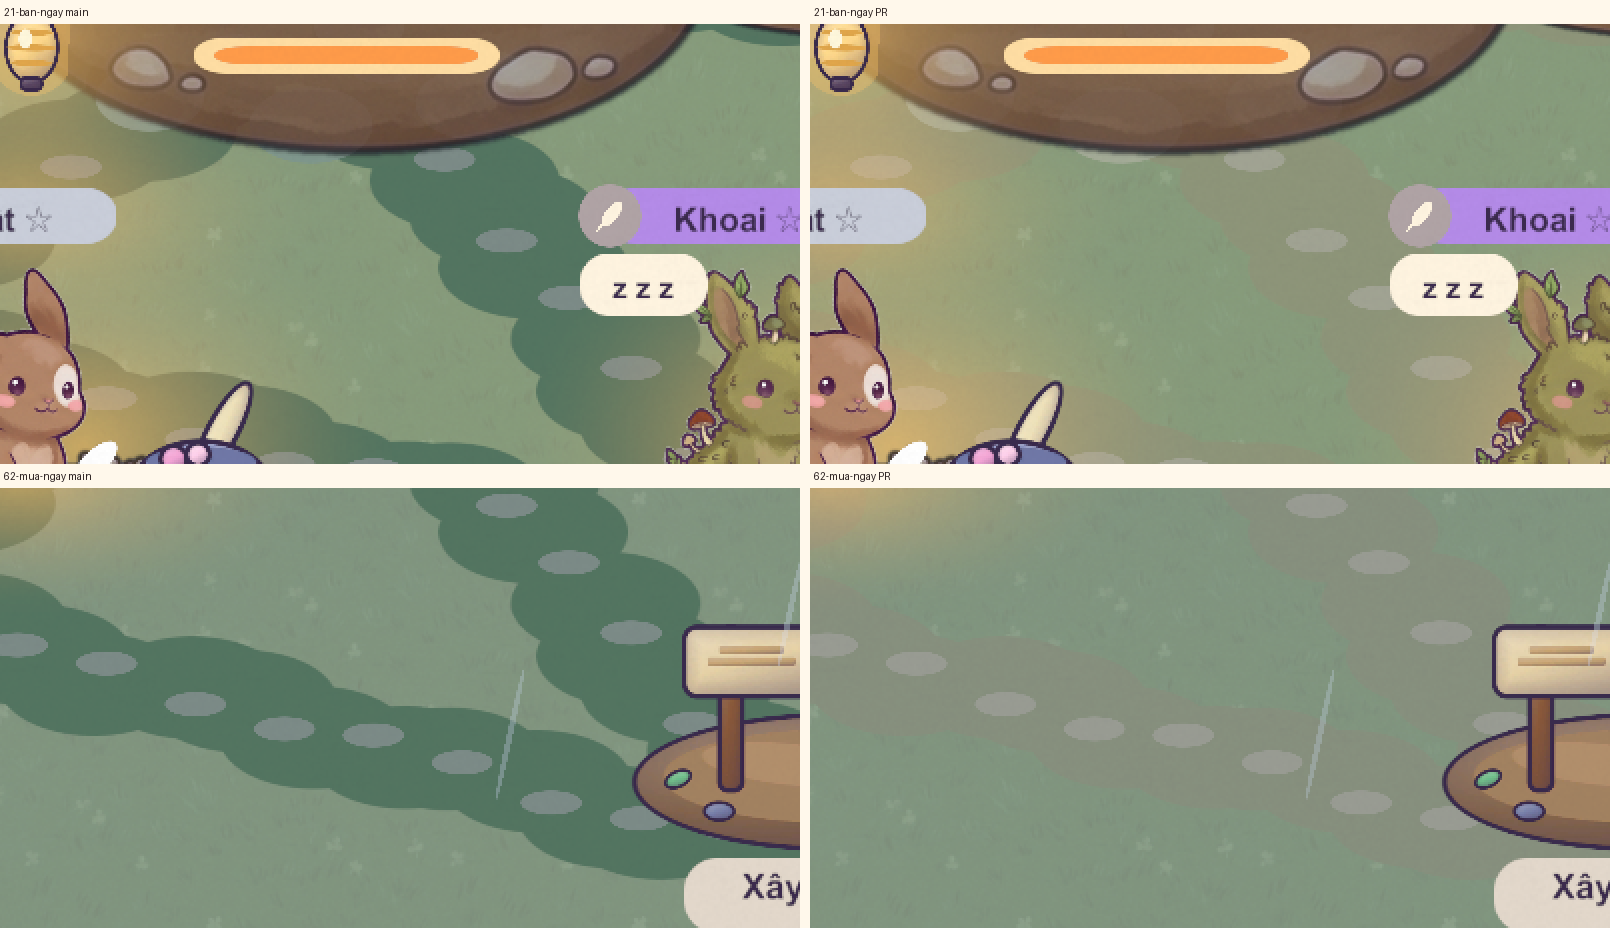 21-ban-ngay main
21-ban-ngay PR
Khoai ☆
Khoai ☆
z z z
z z z
62-mua-ngay main
62-mua-ngay PR
Xây
Xây